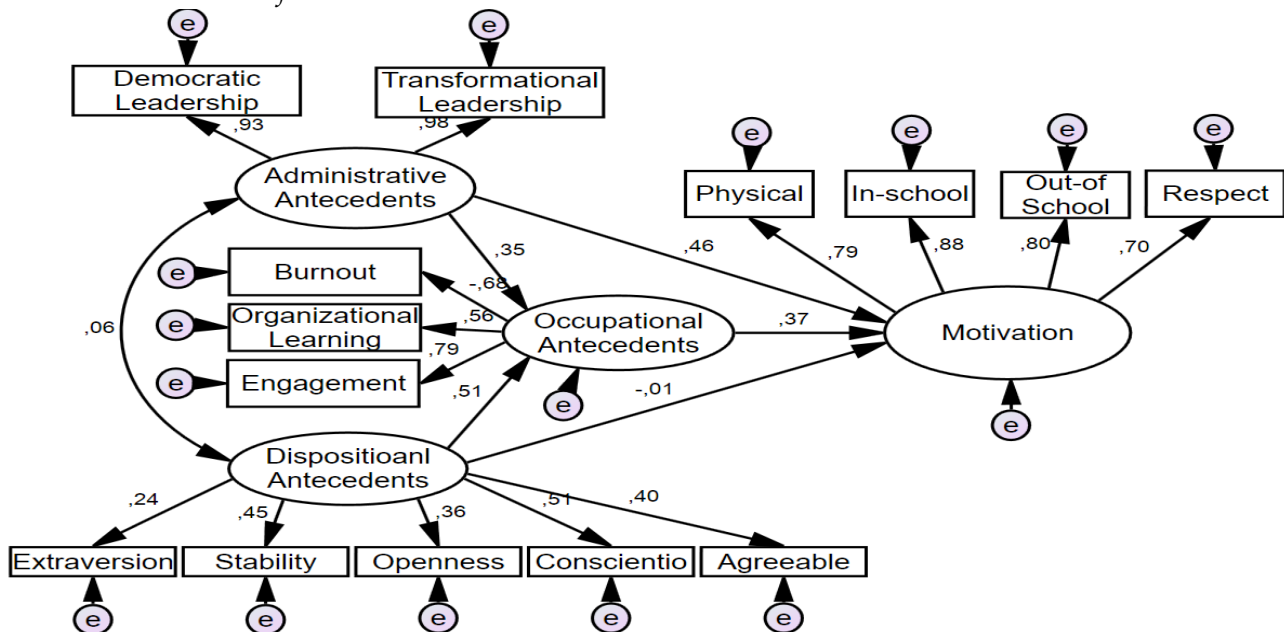 y
e
e
Democratic
Leadership
Transformational
Leadership
,93
,98
e
e
e
e
Administrative
Antecedents
Physical
In-school
Out-of
School
Respect
,79
,88
,80
,70
,35
,46
e
Burnout
-,68
e
Organizational
Learning
,56
Occupational
Antecedents
,37
Motivation
,06
,79
e
Engagement
,51
e
-,01
e
Dispositioanl
Antecedents
,24
,45
,36
,51
,40
Extraversion
Stability
Openness
Conscientio
Agreeable
e
e
e
e
e